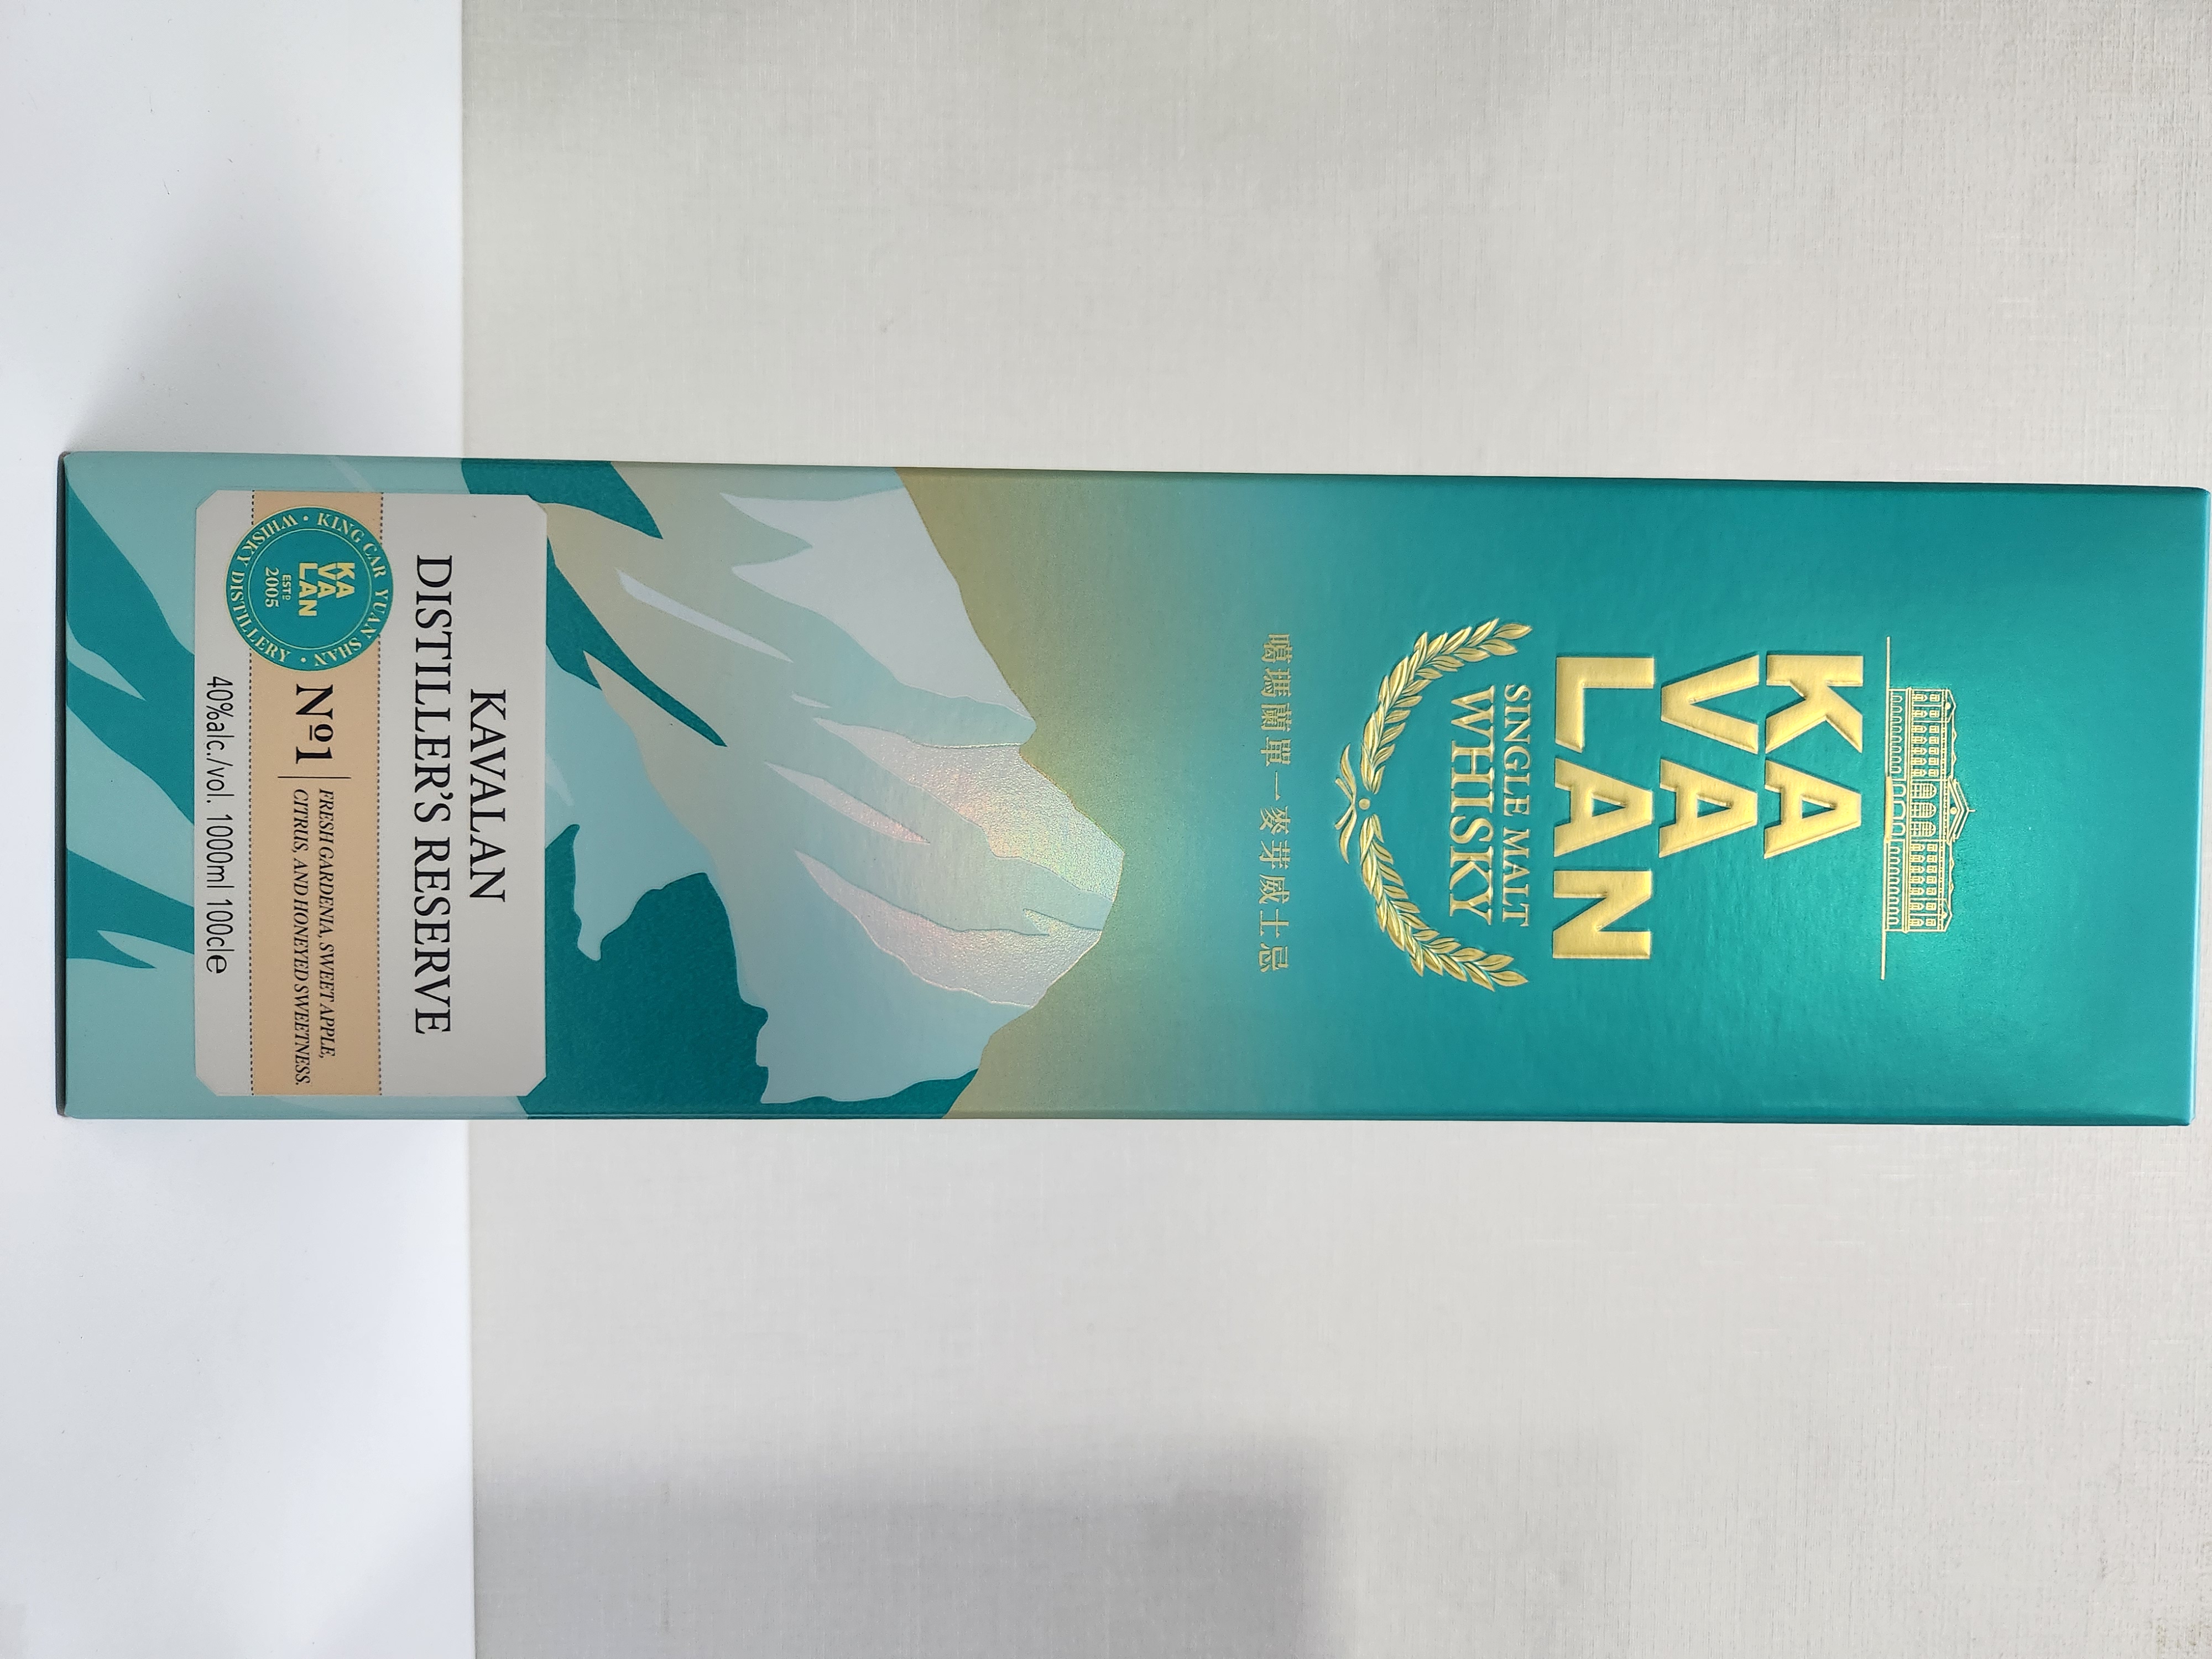 KA
VA
LAN
SINGLE MALT
WHISKY
噶瑪蘭單一麥芽威士忌
KAVALAN
DISTILLER'S RESERVE
KING CAR YUAN SHAN • WHISKY DISTILLERY •
KA
VA
LAN
ESTD
2005
Nº1
FRESH GARDENIA, SWEET APPLE,
CITRUS, AND HONEYED SWEETNESS.
40%alc./vol. 1000ml 100cle